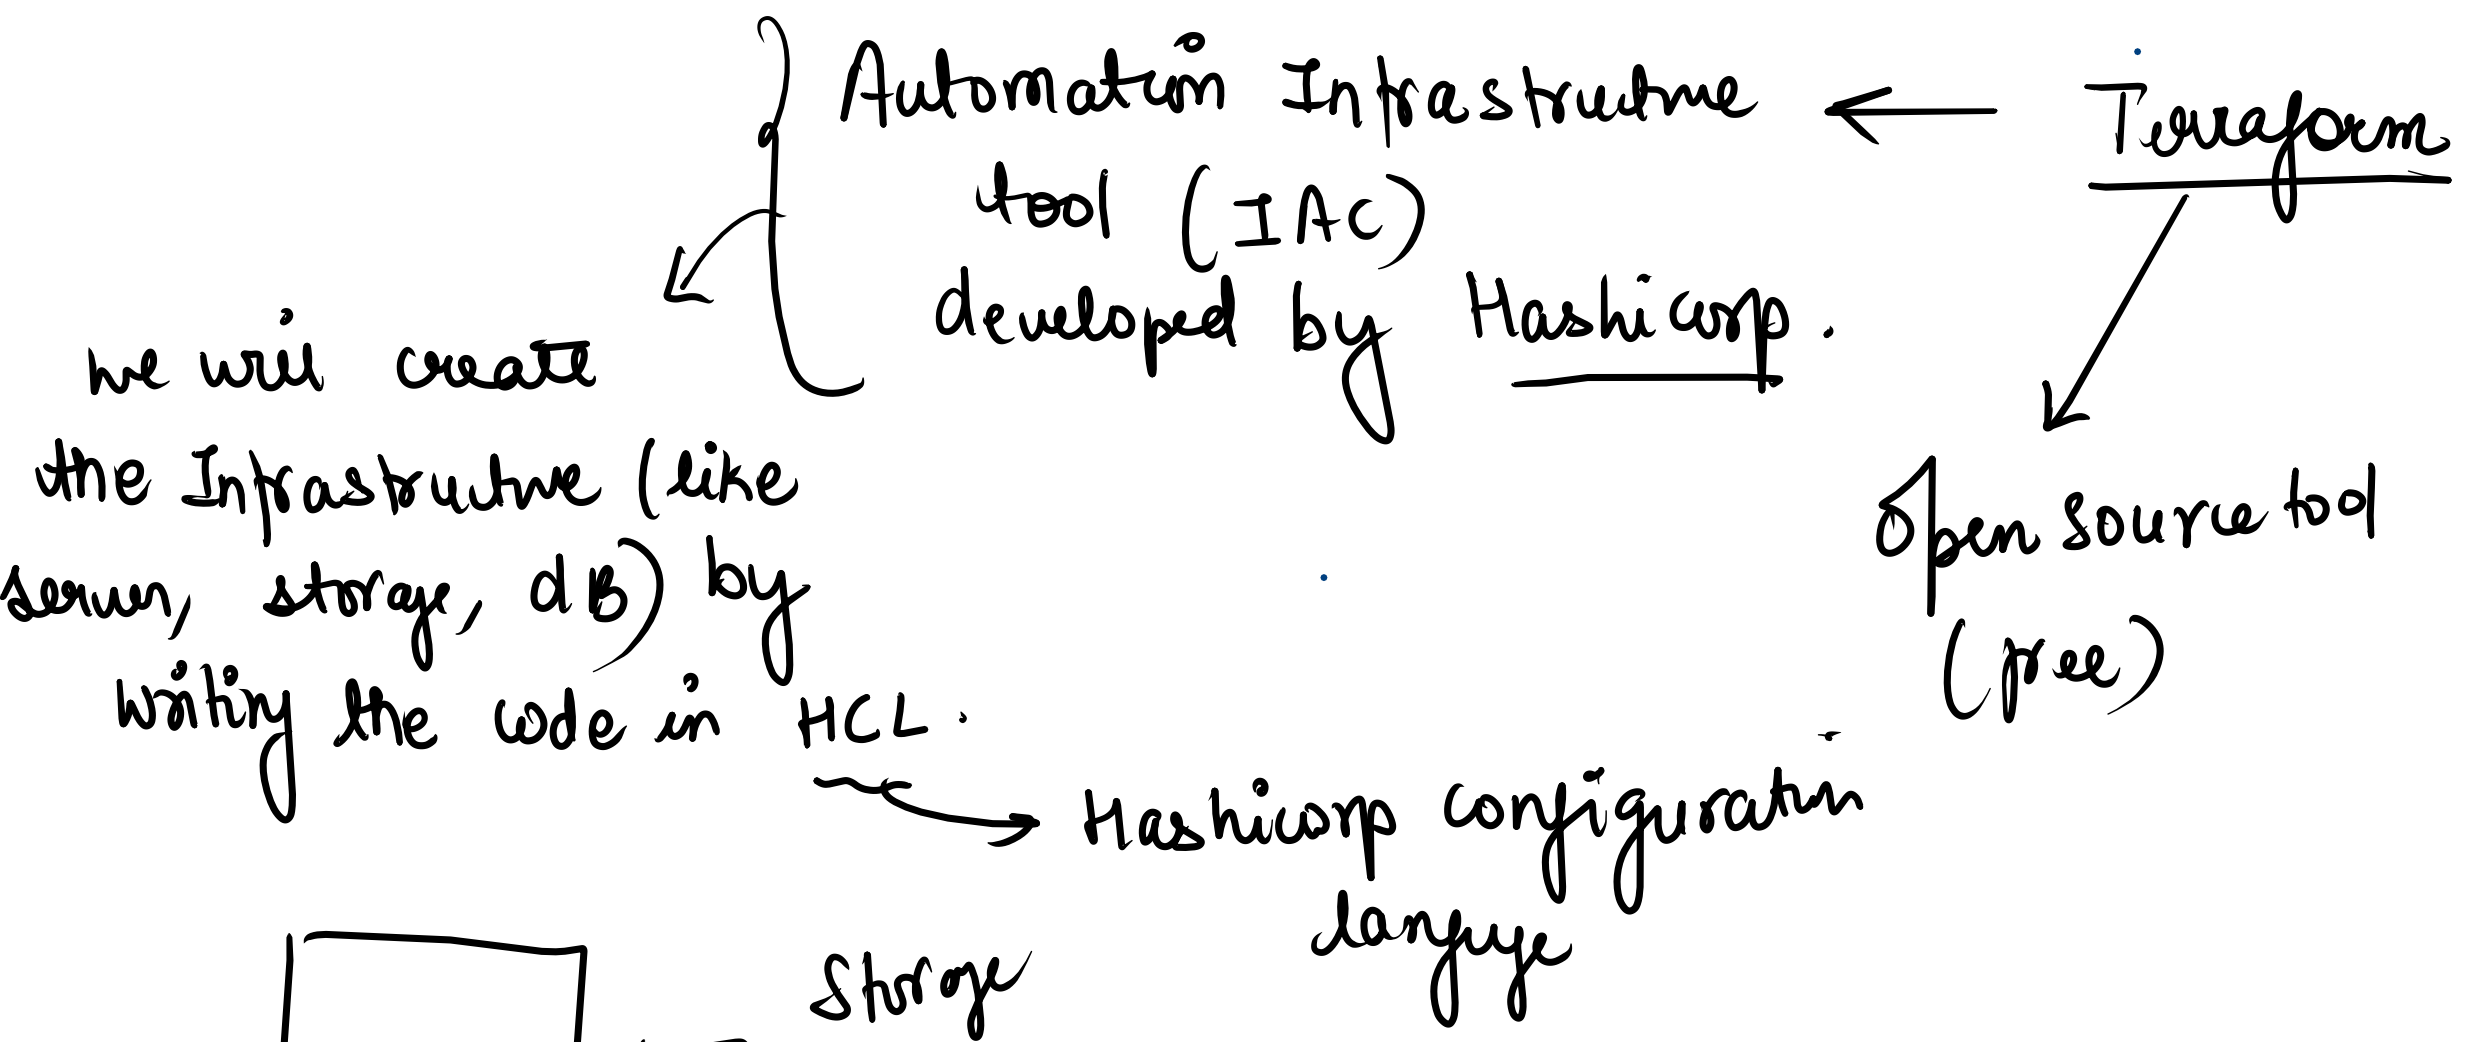 Terraform
Automation Infrastructure
tool (IAC)
developed by Hashicorp.
Open source tool
(free)
we will create
the Infrastructure (like
server, storage, dB) by
writing the code in HCL.
Hashicorp configuration
language
Storage